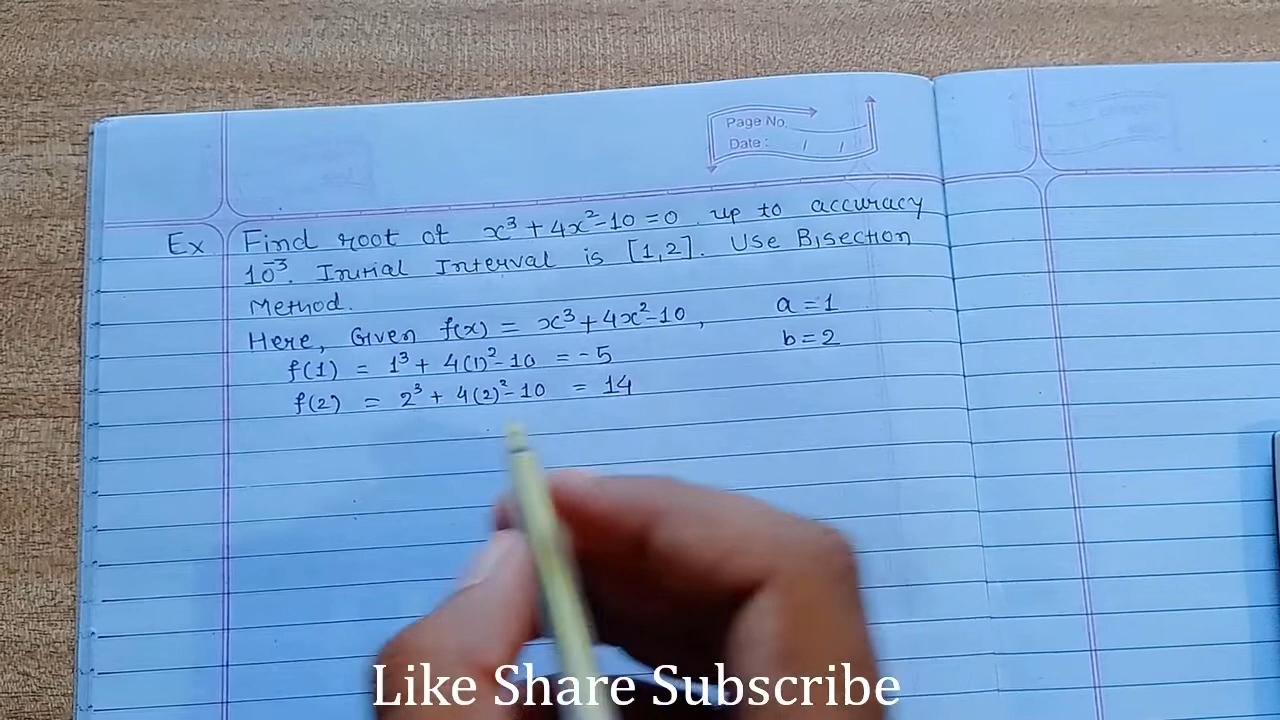 Page No.
Date : / /
Ex Find root of x³ + 4x² - 10 = 0 up to accuracy
10⁻³. Initial Interval is [1,2]. Use Bisection
Method.
Here, Given f(x) = x³ + 4x² - 10, a = 1
f(1) = 1³ + 4(1)² - 10 = - 5 b = 2
f(2) = 2³ + 4(2)² - 10 = 14
Like Share Subscribe